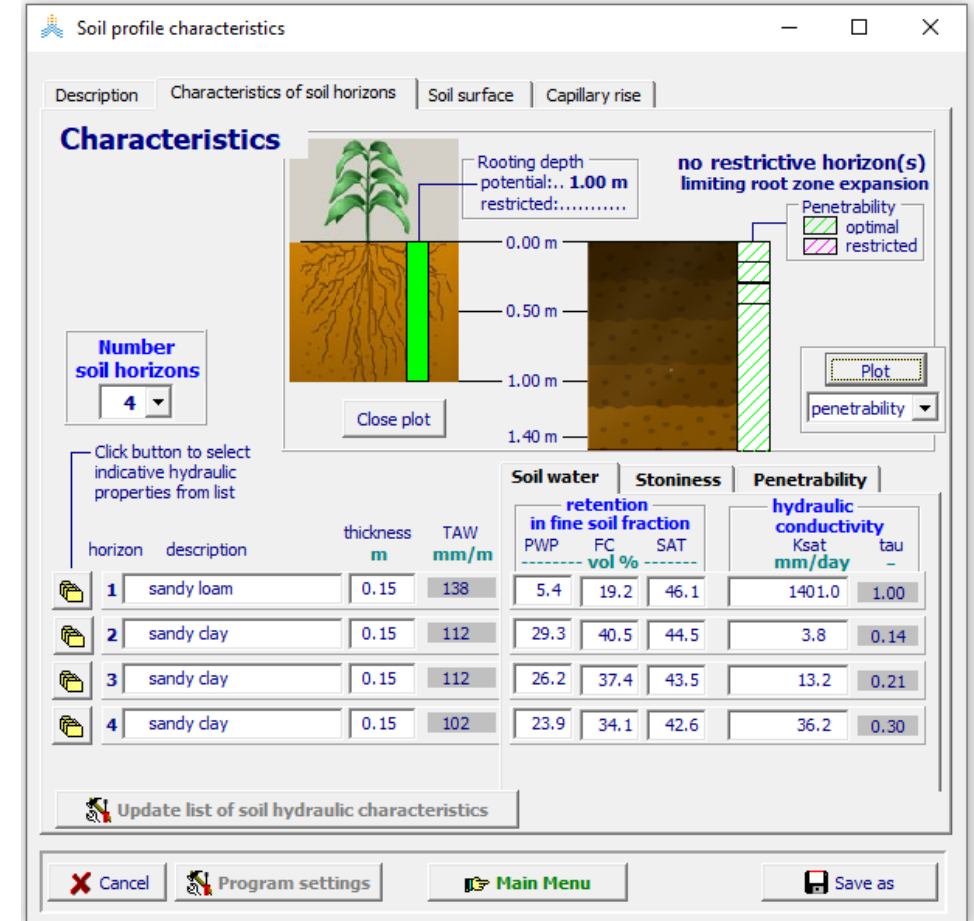 Soil profile characteristics
Description Characteristics of soil horizons Soil surface Capillary rise
Characteristics
Rooting depth
potential:.. 1.00 m
restricted:...........
no restrictive horizon(s)
limiting root zone expansion
Penetrability
optimal
restricted
0.00 m
0.50 m
1.00 m
1.40 m
Number
soil horizons
4
Close plot
Plot
penetrability
Click button to select
indicative hydraulic
properties from list
Soil water Stoniness Penetrability
retention
in fine soil fraction
PWP FC SAT
-------- vol % -------
hydraulic
conductivity
Ksat tau
mm/day -
horizon description thickness TAW
m mm/m
1 sandy loam 0.15 138 5.4 19.2 46.1 1401.0 1.00
2 sandy clay 0.15 112 29.3 40.5 44.5 3.8 0.14
3 sandy clay 0.15 112 26.2 37.4 43.5 13.2 0.21
4 sandy clay 0.15 102 23.9 34.1 42.6 36.2 0.30
Update list of soil hydraulic characteristics
Cancel Program settings Main Menu Save as